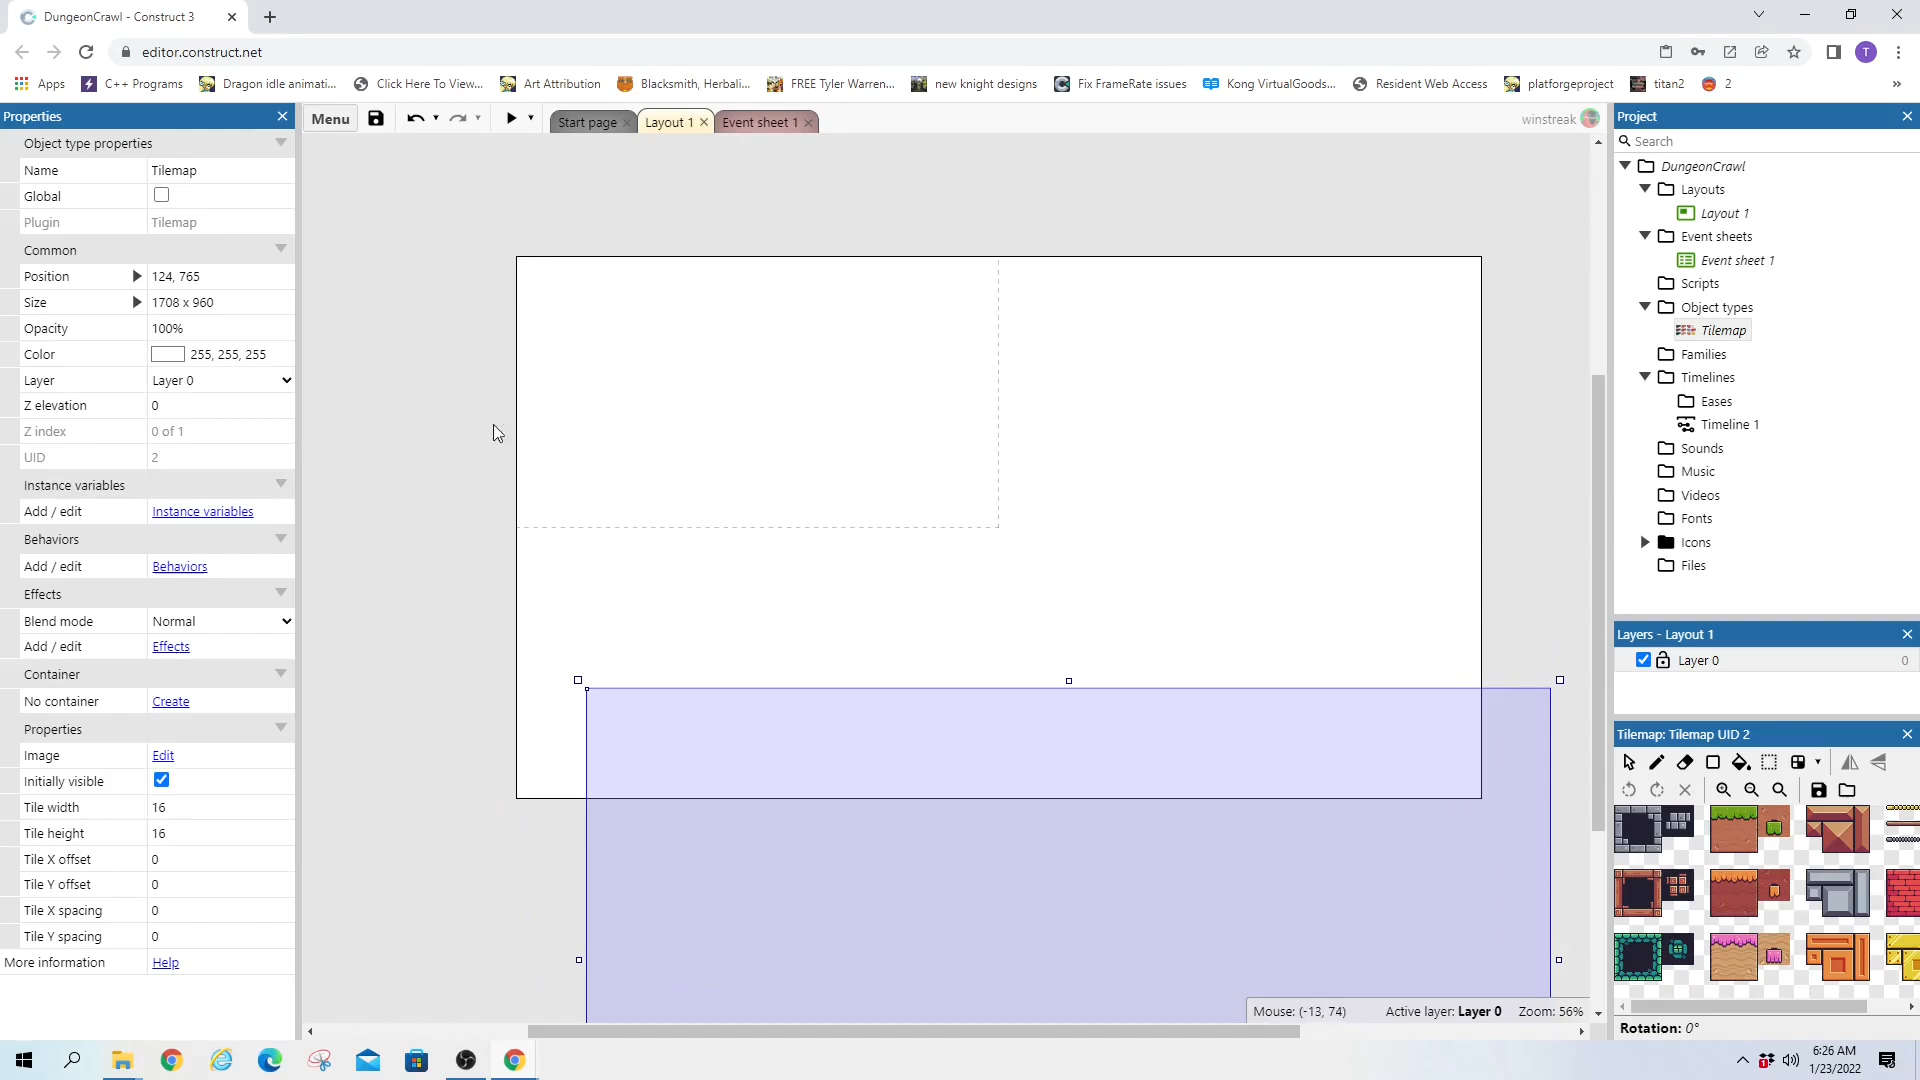 DungeonCrawl - Construct 3
editor.construct.net
T
Apps
C++ Programs
Dragon idle animati...
Click Here To View...
Art Attribution
Blacksmith, Herbali...
FREE Tyler Warren...
new knight designs
Fix FrameRate issues
Kong VirtualGoods...
Resident Web Access
platforgeproject
titan2
2
»
Properties
Menu
Start page
Layout 1
Event sheet 1
winstreak
Object type properties
Name Tilemap
Global
Plugin Tilemap
Common
Position 124, 765
Size 1708 x 960
Opacity 100%
Color 255, 255, 255
Layer Layer 0
Z elevation 0
Z index 0 of 1
UID 2
Instance variables
Add / edit Instance variables
Behaviors
Add / edit Behaviors
Effects
Blend mode Normal
Add / edit Effects
Container
No container Create
Properties
Image Edit
Initially visible
Tile width 16
Tile height 16
Tile X offset 0
Tile Y offset 0
Tile X spacing 0
Tile Y spacing 0
More information Help
Mouse: (-13, 74) Active layer: Layer 0 Zoom: 56%
Project
Search
DungeonCrawl
Layouts
Layout 1
Event sheets
Event sheet 1
Scripts
Object types
Tilemap
Families
Timelines
Eases
Timeline 1
Sounds
Music
Videos
Fonts
Icons
Files
Layers - Layout 1
Layer 0 0
Tilemap: Tilemap UID 2
Rotation: 0°
6:26 AM
1/23/2022